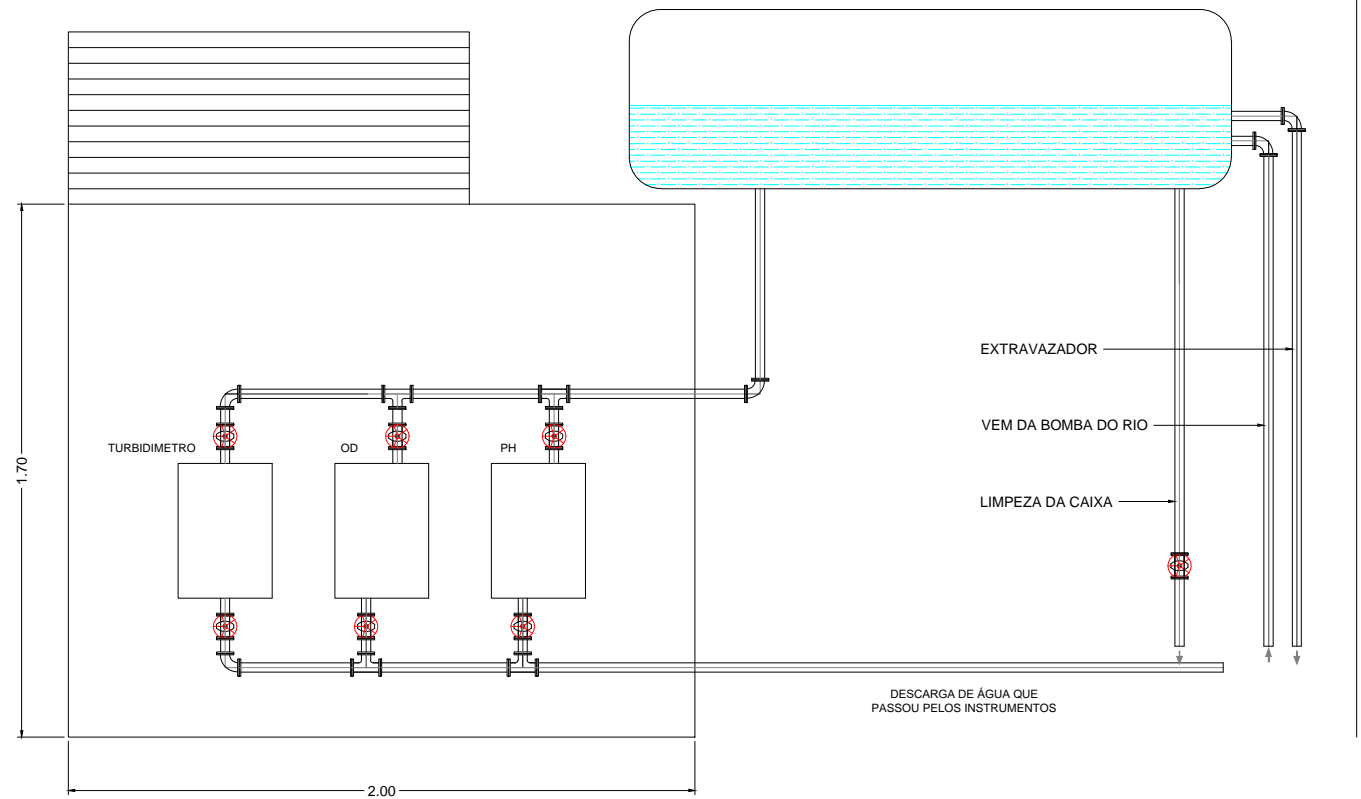 EXTRAVAZADOR
VEM DA BOMBA DO RIO
TURBIDIMETRO
OD
PH
1.70
LIMPEZA DA CAIXA
DESCARGA DE ÁGUA QUE
PASSOU PELOS INSTRUMENTOS
2.00